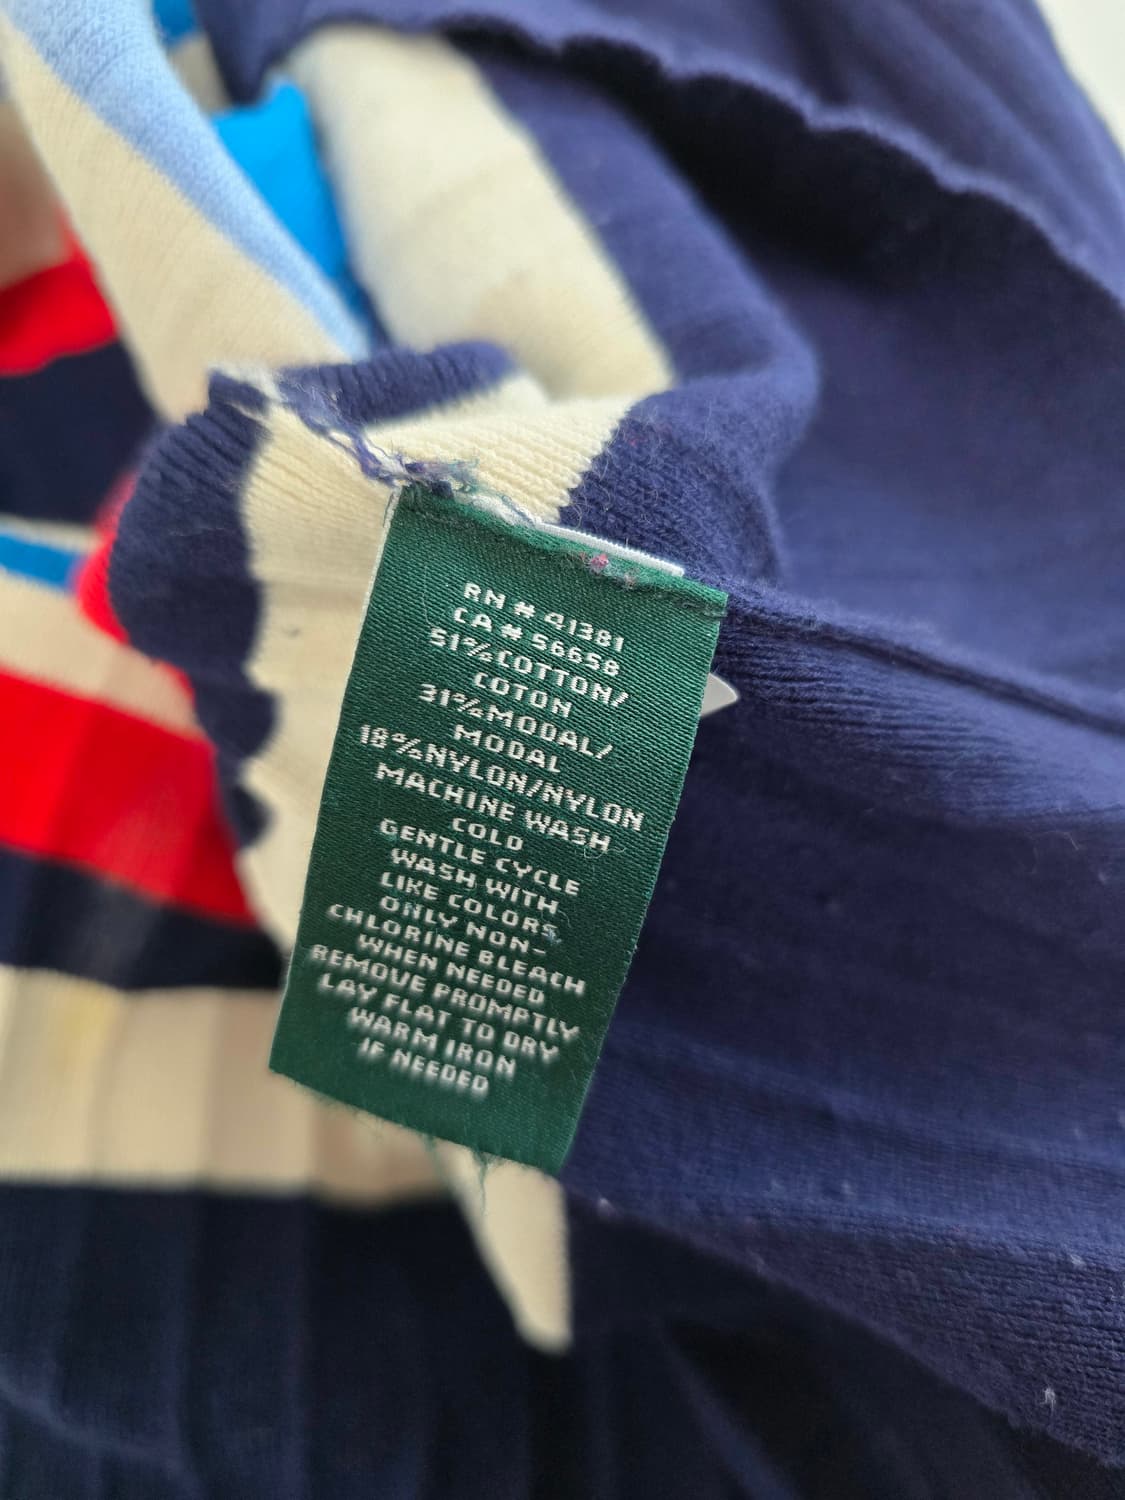 RN # 41381
CA # 56658
51%COTTON/
COTON
31%MODAL/
MODAL
18%NYLON/NYLON
MACHINE WASH
COLD
GENTLE CYCLE
WASH WITH
LIKE COLORS
ONLY NON-
CHLORINE BLEACH
WHEN NEEDED
REMOVE PROMPTLY
LAY FLAT TO DRY
WARM IRON
IF NEEDED